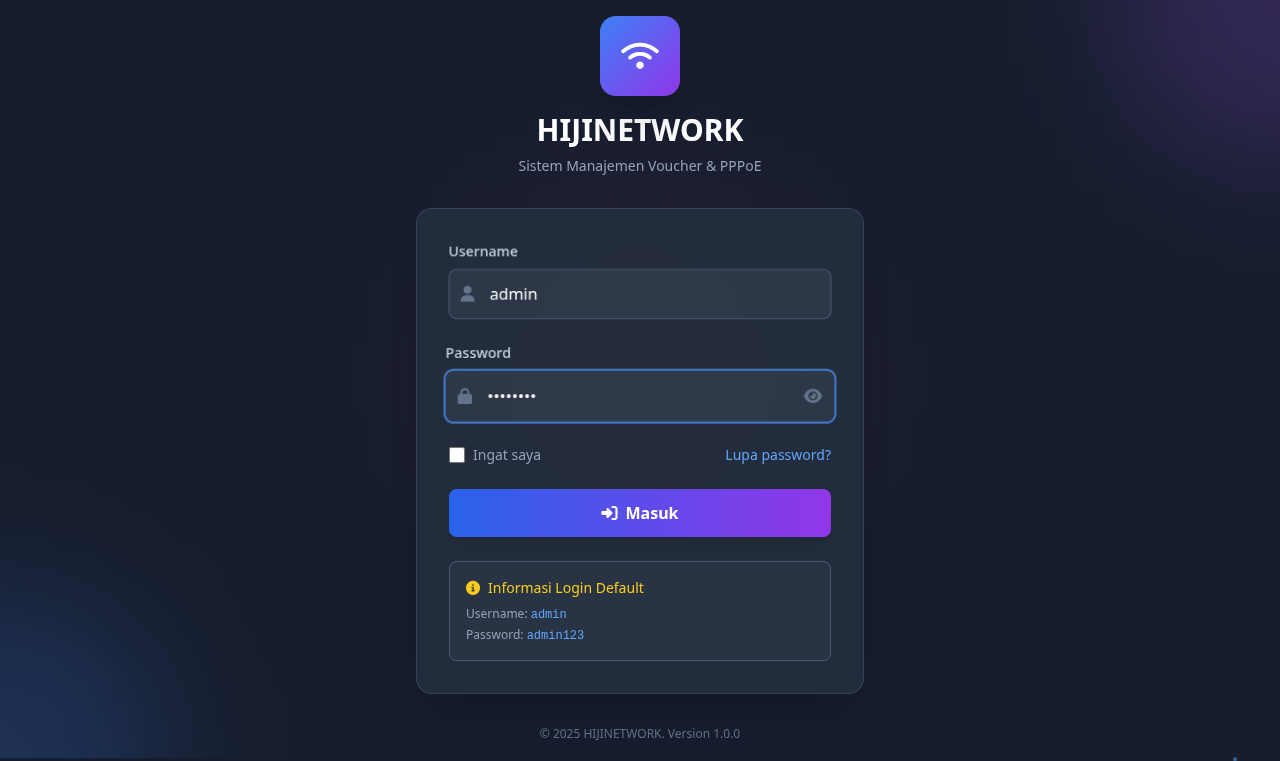 HIJINETWORK
Sistem Manajemen Voucher & PPPoE
Username
admin
Password
••••••••
Ingat saya
Lupa password?
Masuk
Informasi Login Default
Username: admin
Password: admin123
© 2025 HIJINETWORK. Version 1.0.0